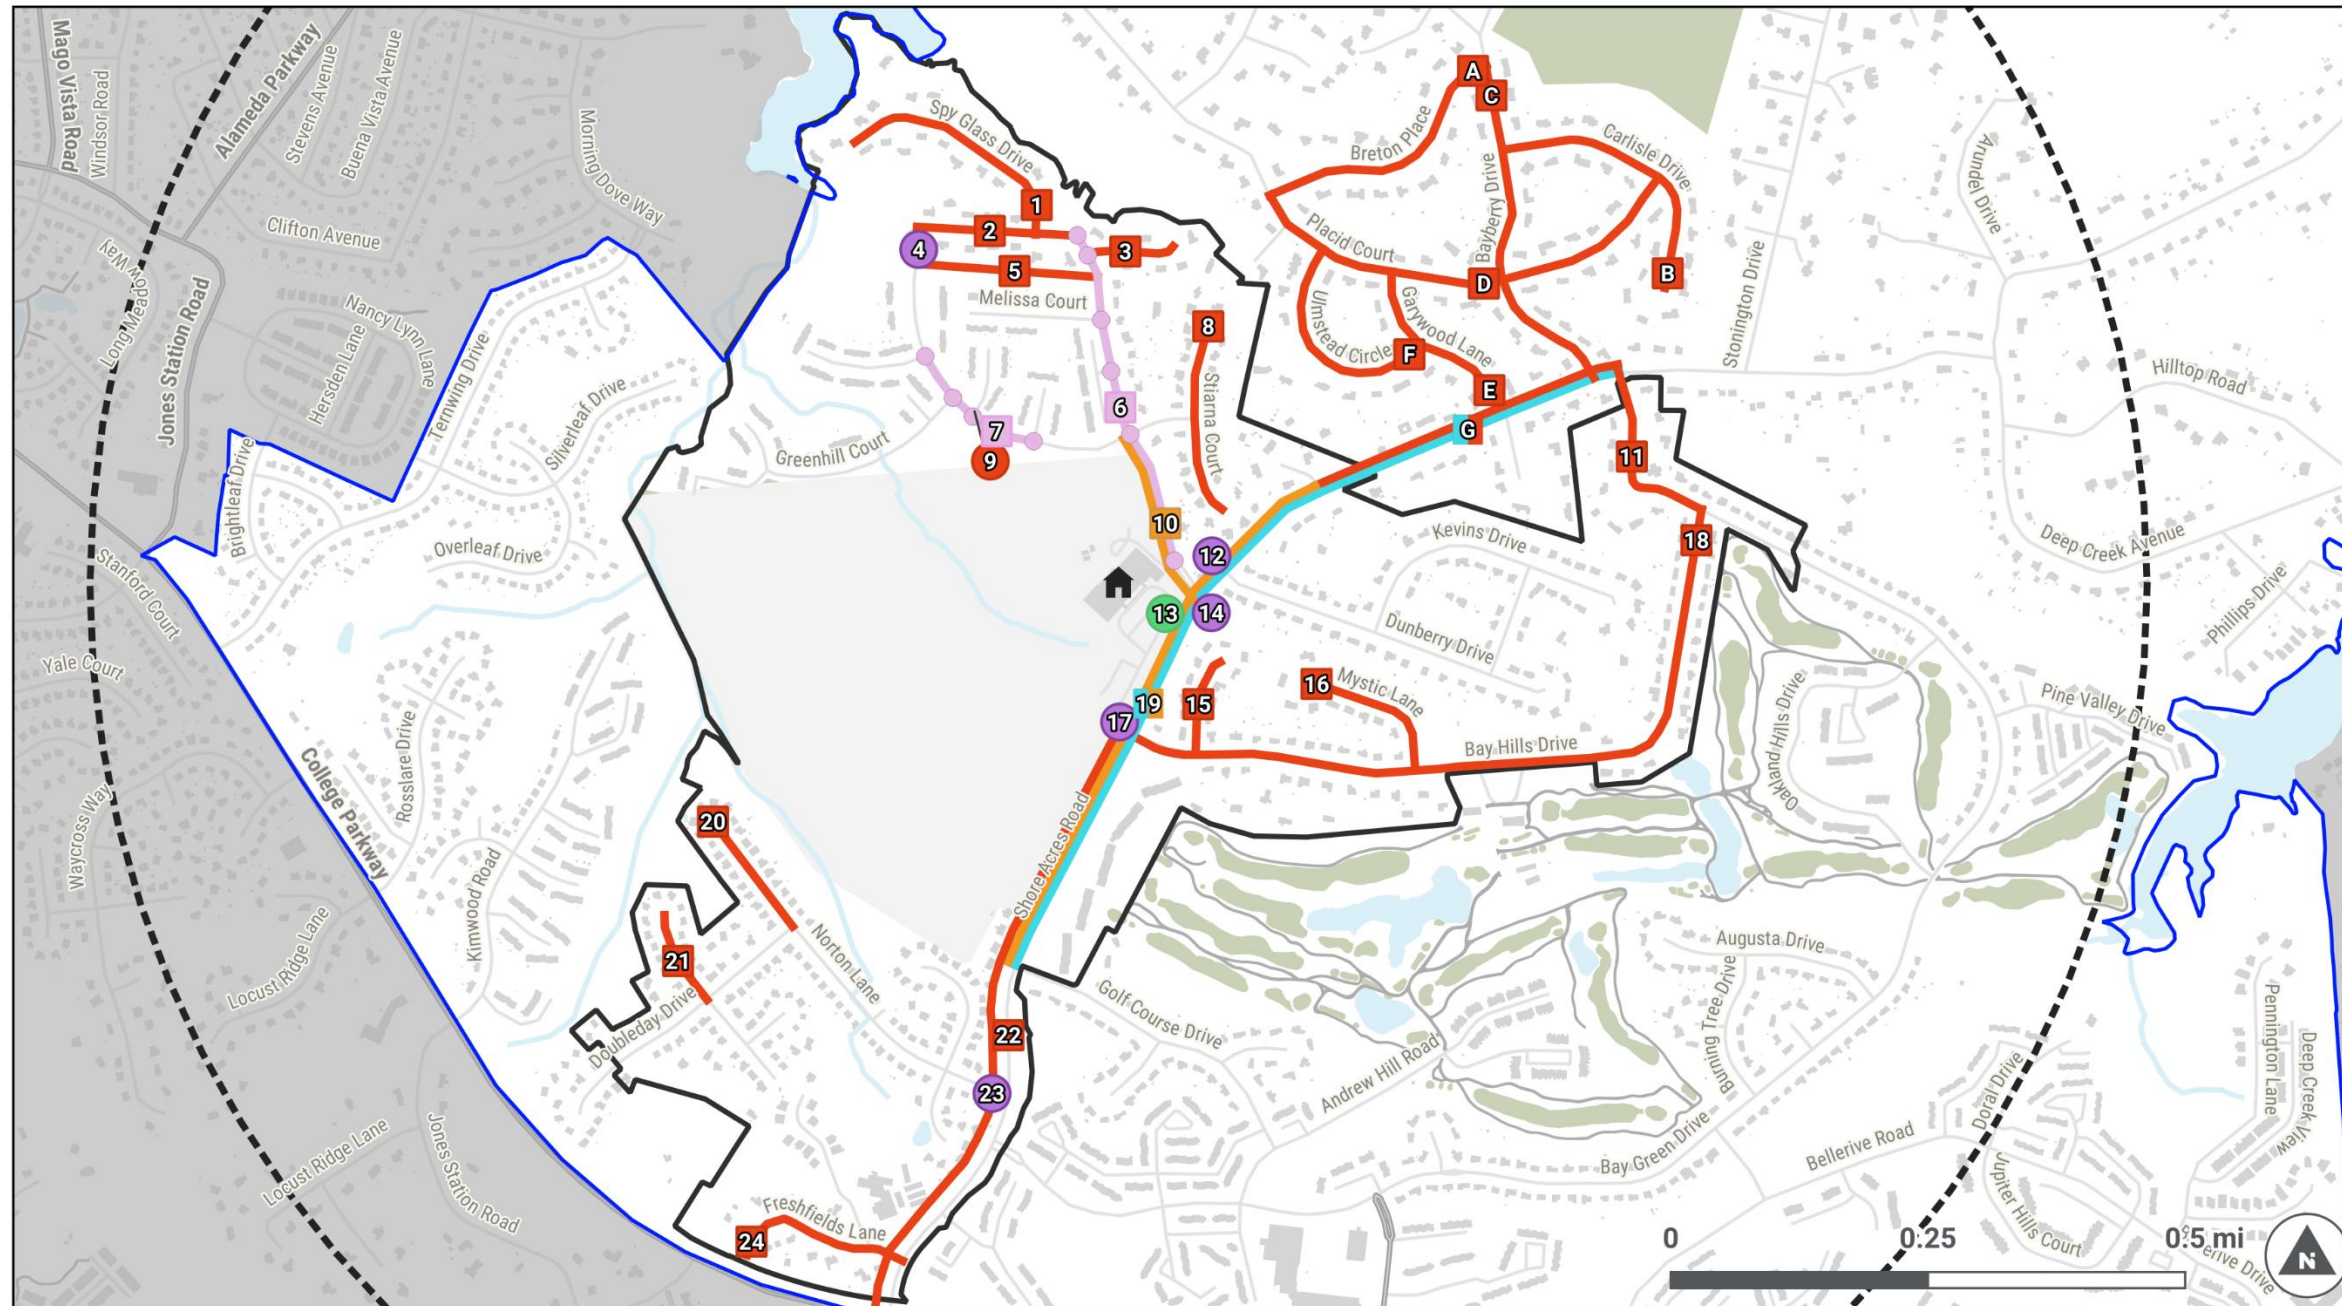 Mago Vista Road
Windsor Road
Alameda Parkway
Stevens Avenue
Buena Vista Avenue
Morning Dove Way
Clifton Avenue
Long Meadow Way
Jones Station Road
Nancy Lynn Lane
Hersden Lane
Ternwing Drive
Silverleaf Drive
Brightleaf Drive
Overleaf Drive
Stanford Court
Yale Court
College Parkway
Rosslare Drive
Waycross Way
Kimwood Road
Locust Ridge Lane
Locust Ridge Lane
Jones Station Road
Spy Glass Drive
1
2
3
4
5
Melissa Court
6
7
8
9
Stiarna Court
Greenhill Court
10
12
13
14
15
16
Mystic Lane
17
19
Shore Acres Road
Bay Hills Drive
18
11
Kevins Drive
Dunberry Drive
A
C
Breton Place
Bayberry Drive
Carlisle Drive
Placid Court
D
B
Ulmstead Circle
Garywood Lane
F
E
G
Stonington Drive
Arundel Drive
Hilltop Road
Deep Creek Avenue
Phillips Drive
Pine Valley Drive
Oakland Hills Drive
20
21
Norton Lane
Doubleday Drive
22
23
24
Freshfields Lane
Golf Course Drive
Andrew Hill Road
Augusta Drive
Burning Tree Drive
Bay Green Drive
Bellerive Road
Doral Drive
Jupiter Hills Court
Pennington Lane
Deep Creek View
erive Drive
0
0.25
0.5 mi
N